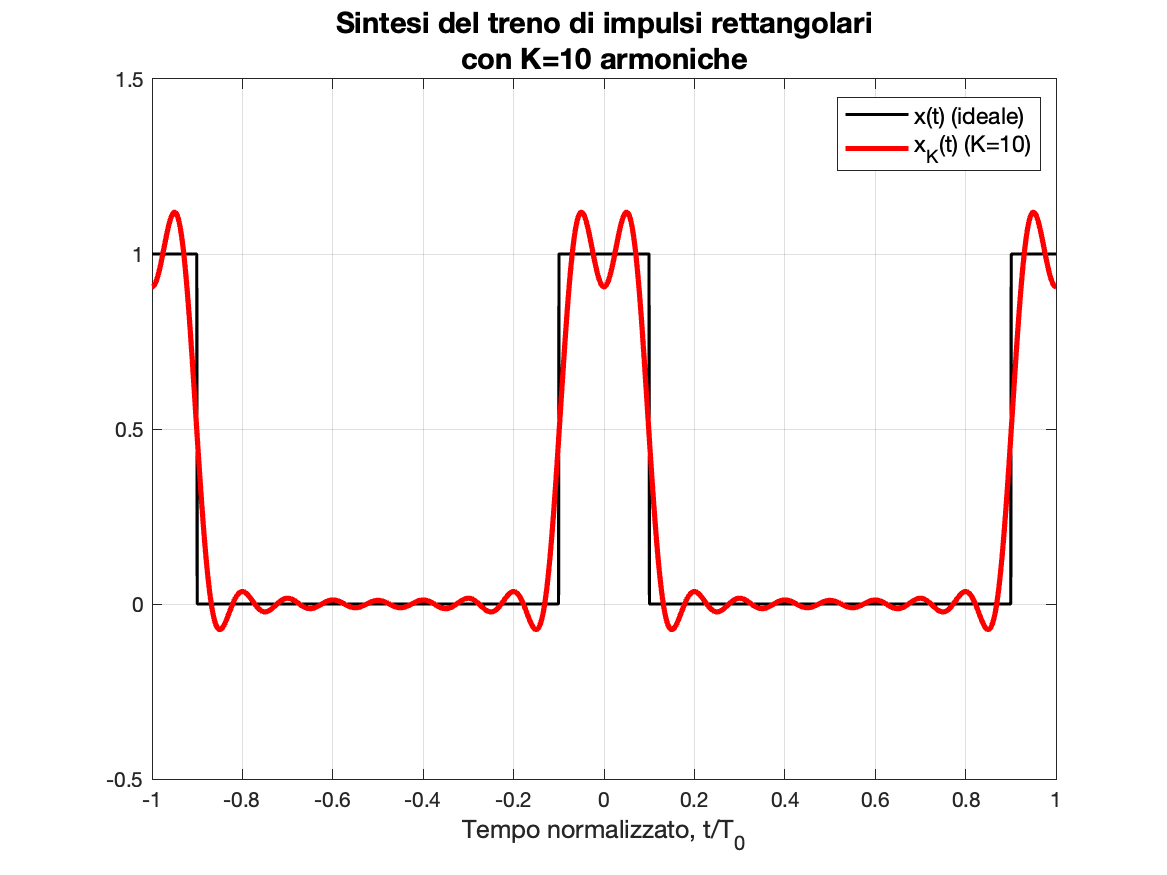 Sintesi del treno di impulsi rettangolari
con K=10 armoniche
1.5
x(t) (ideale)
x_K(t) (K=10)
1
0.5
0
-0.5
-1 -0.8 -0.6 -0.4 -0.2 0 0.2 0.4 0.6 0.8 1
Tempo normalizzato, t/T_0